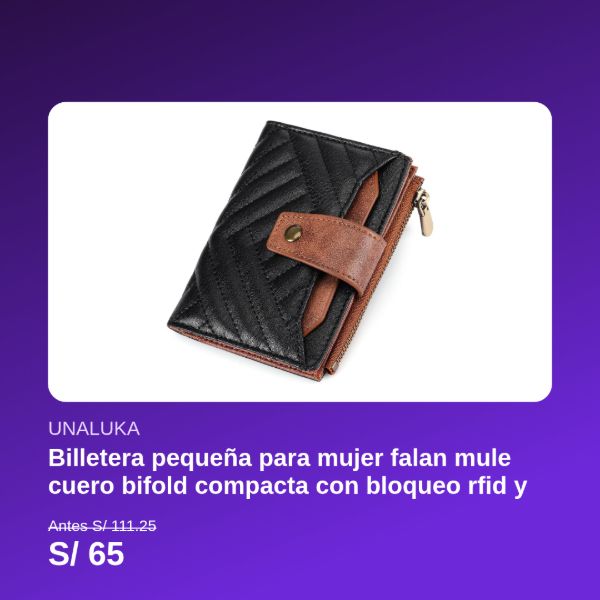 UNALUKA
Billetera pequeña para mujer falan mule
cuero bifold compacta con bloqueo rfid y
Antes S/ 111.25
S/ 65